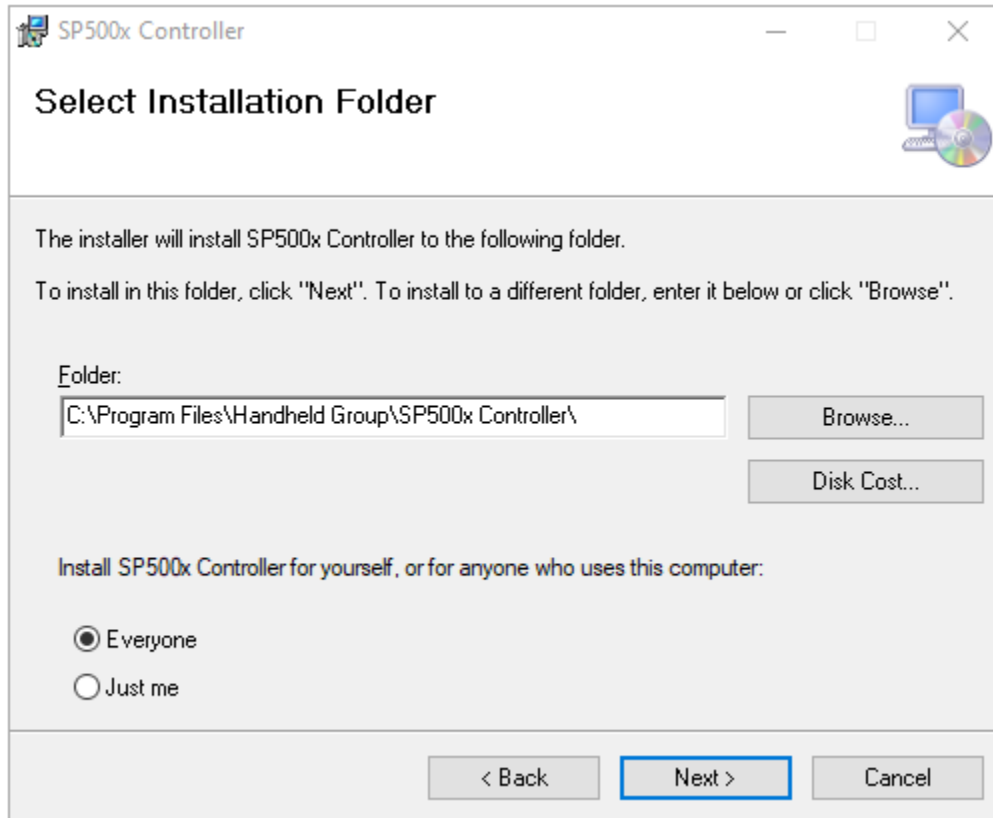 SP500x Controller
Select Installation Folder
The installer will install SP500x Controller to the following folder.
To install in this folder, click "Next". To install to a different folder, enter it below or click "Browse".
Folder:
C:\Program Files\Handheld Group\SP500x Controller\
Browse...
Disk Cost...
Install SP500x Controller for yourself, or for anyone who uses this computer:
Everyone
Just me
< Back
Next >
Cancel